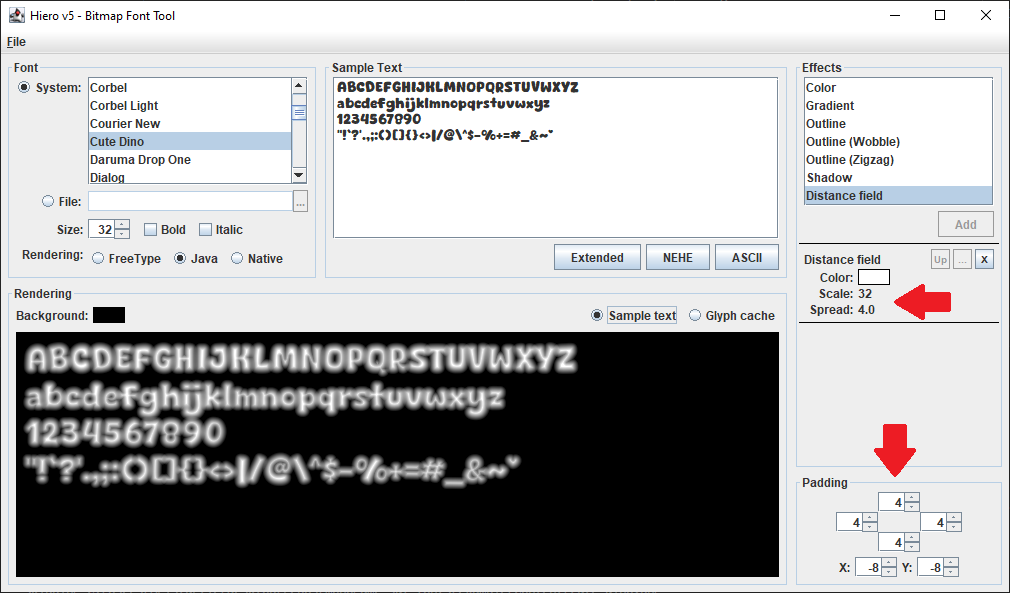 Hiero v5 - Bitmap Font Tool
File
Font
System:
Corbel
Corbel Light
Courier New
Cute Dino
Daruma Drop One
Dialog
File:
...
Size: 32 Bold Italic
Rendering: FreeType Java Native
Sample Text
ABCDEFGHIJKLMNOPQRSTUVWXYZ
abcdefghijklmnopqrstuvwxyz
1234567890
"!`?'.,;:()[]{}<>|/@\^$-%+=#_&~*
Extended NEHE ASCII
Rendering
Background:
Sample text Glyph cache
ABCDEFGHIJKLMNOPQRSTUVWXYZ
abcdefghijklmnopqrstuvwxyz
1234567890
"!`?'.,;:()[]{}<>|/@\^$-%+=#_&~*
Effects
Color
Gradient
Outline
Outline (Wobble)
Outline (Zigzag)
Shadow
Distance field
Add
Distance field Up ... X
Color:
Scale: 32
Spread: 4.0
Padding
4
4 4
4
X: -8 Y: -8